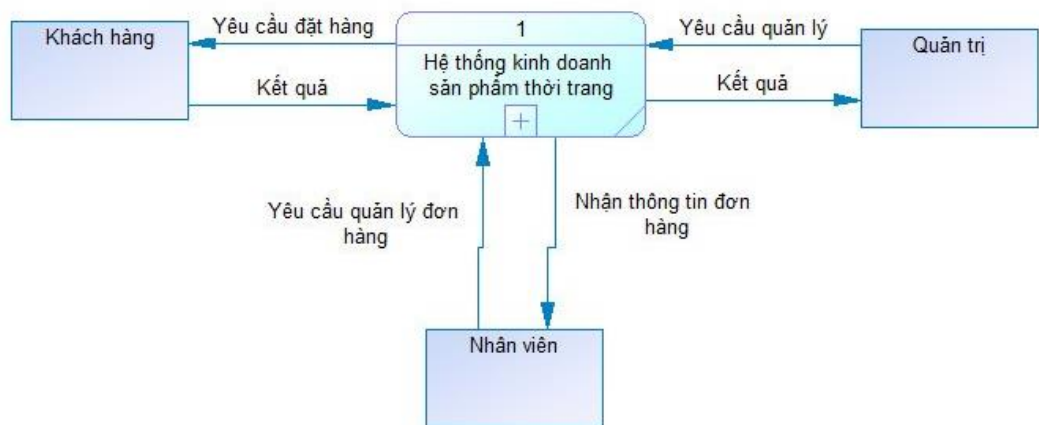 Khách hàng
Yêu cầu đặt hàng
Kết quả
1
Hệ thống kinh doanh
sản phẩm thời trang
Yêu cầu quản lý
Kết quả
Quản trị
Yêu cầu quản lý đơn
hàng
Nhận thông tin đơn
hàng
Nhân viên